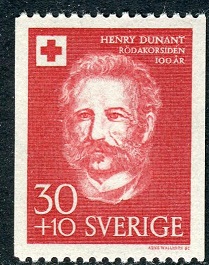 HENRY DUNANT
RÖDAKORSIDEN
100 ÅR
30
+10 SVERIGE